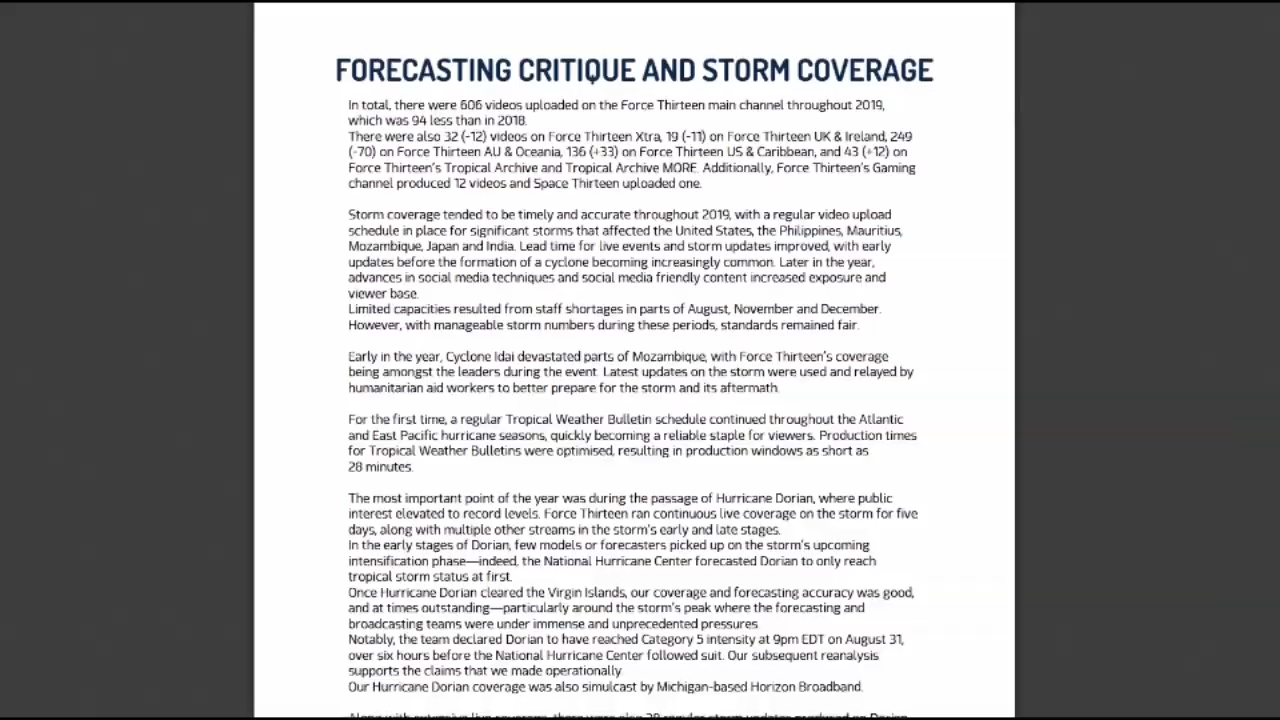 FORECASTING CRITIQUE AND STORM COVERAGE
In total, there were 606 videos uploaded on the Force Thirteen main channel throughout 2019,
which was 94 less than in 2018.
There were also 32 (-12) videos on Force Thirteen Xtra, 19 (-11) on Force Thirteen UK & Ireland, 249
(-70) on Force Thirteen AU & Oceania, 136 (+33) on Force Thirteen US & Caribbean, and 43 (+12) on
Force Thirteen's Tropical Archive and Tropical Archive MORE. Additionally, Force Thirteen's Gaming
channel produced 12 videos and Space Thirteen uploaded one.
Storm coverage tended to be timely and accurate throughout 2019, with a regular video upload
schedule in place for significant storms that affected the United States, the Philippines, Mauritius,
Mozambique, Japan and India. Lead time for live events and storm updates improved, with early
updates before the formation of a cyclone becoming increasingly common. Later in the year,
advances in social media techniques and social media friendly content increased exposure and
viewer base.
Limited capacities resulted from staff shortages in parts of August, November and December.
However, with manageable storm numbers during these periods, standards remained fair.
Early in the year, Cyclone Idai devastated parts of Mozambique, with Force Thirteen's coverage
being amongst the leaders during the event. Latest updates on the storm were used and relayed by
humanitarian aid workers to better prepare for the storm and its aftermath.
For the first time, a regular Tropical Weather Bulletin schedule continued throughout the Atlantic
and East Pacific hurricane seasons, quickly becoming a reliable staple for viewers. Production times
for Tropical Weather Bulletins were optimised, resulting in production windows as short as
28 minutes.
The most important point of the year was during the passage of Hurricane Dorian, where public
interest elevated to record levels. Force Thirteen ran continuous live coverage on the storm for five
days, along with multiple other streams in the storm's early and late stages.
In the early stages of Dorian, few models or forecasters picked up on the storm's upcoming
intensification phase—indeed, the National Hurricane Center forecasted Dorian to only reach
tropical storm status at first.
Once Hurricane Dorian cleared the Virgin Islands, our coverage and forecasting accuracy was good,
and at times outstanding—particularly around the storm's peak where the forecasting and
broadcasting teams were under immense and unprecedented pressures.
Notably, the team declared Dorian to have reached Category 5 intensity at 9pm EDT on August 31,
over six hours before the National Hurricane Center followed suit. Our subsequent reanalysis
supports the claims that we made operationally.
Our Hurricane Dorian coverage was also simulcast by Michigan-based Horizon Broadband.